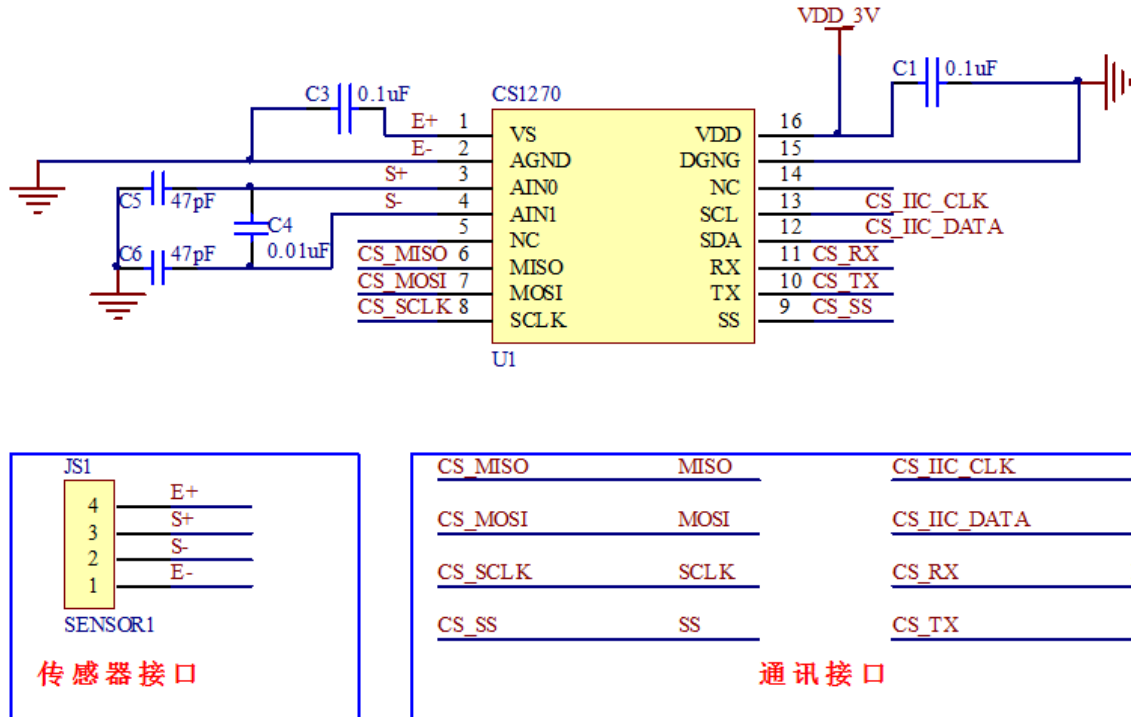 VDD_3V
C1 0.1uF
C3 0.1uF
CS1270
E+ 1 VS VDD 16
E- 2 AGND DGNG 15
S+ 3 AIN0 NC 14
C5 47pF
S- 4 AIN1 SCL 13 CS_IIC_CLK
C4
0.01uF
5 NC SDA 12 CS_IIC_DATA
C6 47pF
CS_MISO 6 MISO RX 11 CS_RX
CS_MOSI 7 MOSI TX 10 CS_TX
CS_SCLK 8 SCLK SS 9 CS_SS
U1
JS1
4 E+
3 S+
2 S-
1 E-
SENSOR1
传感器接口
CS_MISO MISO CS_IIC_CLK
CS_MOSI MOSI CS_IIC_DATA
CS_SCLK SCLK CS_RX
CS_SS SS CS_TX
通讯接口